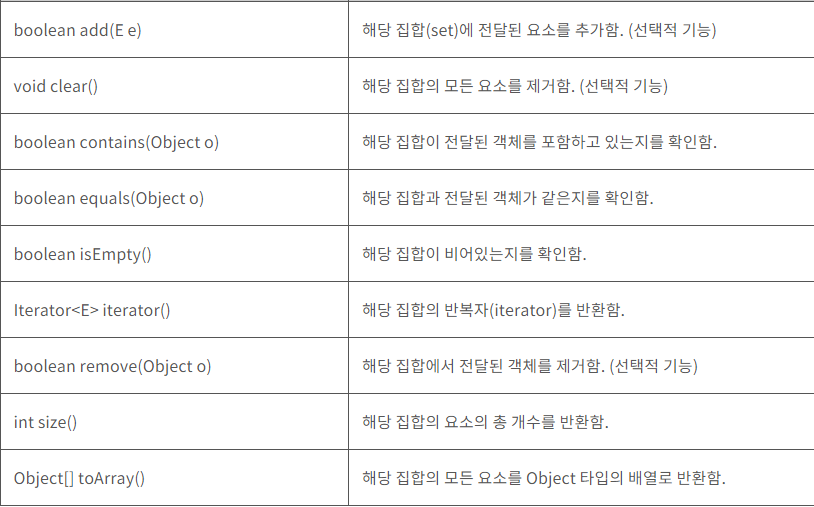 boolean add(E e) 해당 집합(set)에 전달된 요소를 추가함. (선택적 기능)
void clear() 해당 집합의 모든 요소를 제거함. (선택적 기능)
boolean contains(Object o) 해당 집합이 전달된 객체를 포함하고 있는지를 확인함.
boolean equals(Object o) 해당 집합과 전달된 객체가 같은지를 확인함.
boolean isEmpty() 해당 집합이 비어있는지를 확인함.
Iterator<E> iterator() 해당 집합의 반복자(iterator)를 반환함.
boolean remove(Object o) 해당 집합에서 전달된 객체를 제거함. (선택적 기능)
int size() 해당 집합의 요소의 총 개수를 반환함.
Object[] toArray() 해당 집합의 모든 요소를 Object 타입의 배열로 반환함.